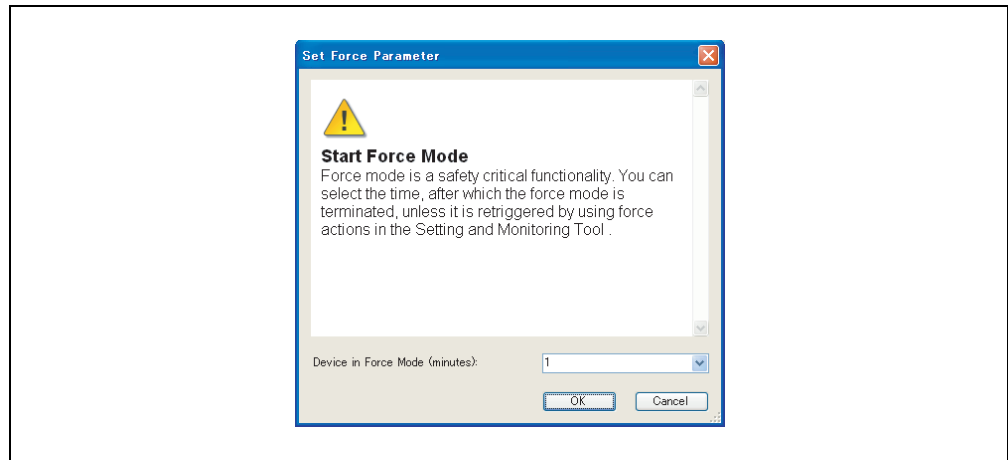 Set Force Parameter
Start Force Mode
Force mode is a safety critical functionality. You can
select the time, after which the force mode is
terminated, unless it is retriggered by using force
actions in the Setting and Monitoring Tool .
Device in Force Mode (minutes): 1
OK Cancel